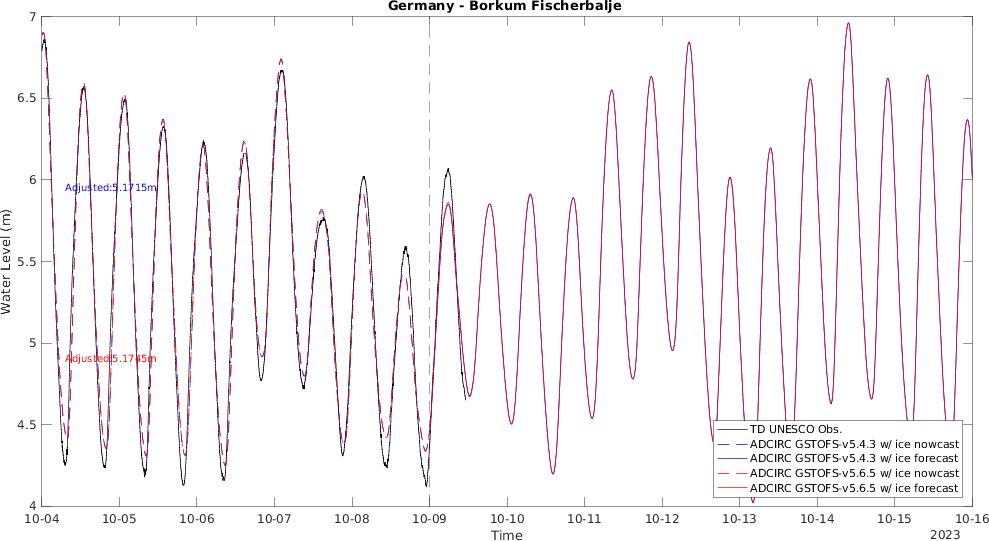 Germany - Borkum Fischerbalje
7
6.5
6
5.5
5
4.5
4
Water Level (m)
Adjusted:5.1715m
Adjusted:5.1745m
TD UNESCO Obs.
ADCIRC GSTOFS-v5.4.3 w/ ice nowcast
ADCIRC GSTOFS-v5.4.3 w/ ice forecast
ADCIRC GSTOFS-v5.6.5 w/ ice nowcast
ADCIRC GSTOFS-v5.6.5 w/ ice forecast
10-04 10-05 10-06 10-07 10-08 10-09 10-10 10-11 10-12 10-13 10-14 10-15 10-16
Time
2023